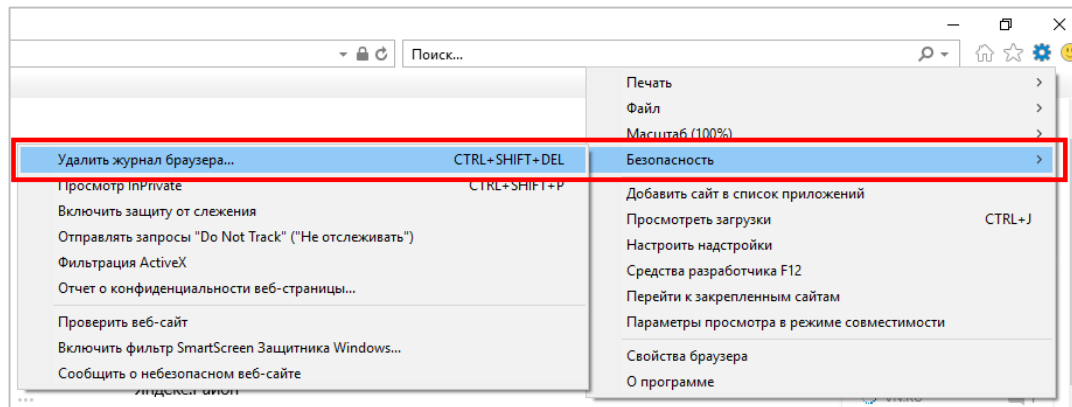 Поиск...
Печать
Файл
Масштаб (100%)
Безопасность
Добавить сайт в список приложений
Просмотреть загрузки CTRL+J
Настроить надстройки
Средства разработчика F12
Перейти к закрепленным сайтам
Параметры просмотра в режиме совместимости
Свойства браузера
О программе
Удалить журнал браузера... CTRL+SHIFT+DEL
Просмотр InPrivate CTRL+SHIFT+P
Включить защиту от слежения
Отправлять запросы "Do Not Track" ("Не отслеживать")
Фильтрация ActiveX
Отчет о конфиденциальности веб-страницы...
Проверить веб-сайт
Включить фильтр SmartScreen Защитника Windows...
Сообщить о небезопасном веб-сайте
Яндекс.Район